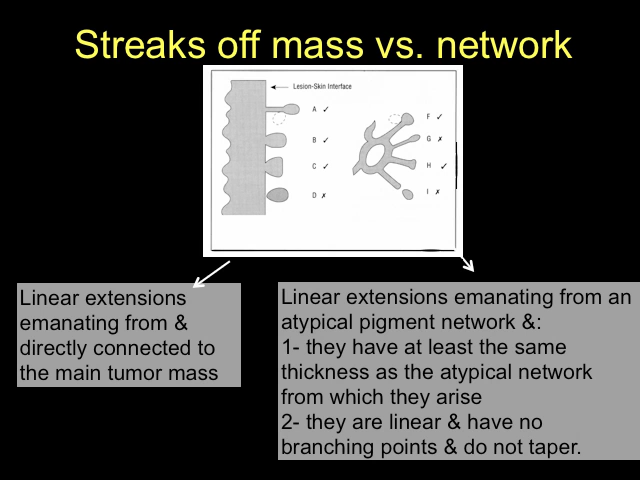 Streaks off mass vs. network
Lesion-Skin Interface
A ✓
B ✓
C ✓
D ✗
F ✓
G ✗
H ✓
I ✗
Linear extensions
emanating from &
directly connected to
the main tumor mass
Linear extensions emanating from an
atypical pigment network &:
1- they have at least the same
thickness as the atypical network
from which they arise
2- they are linear & have no
branching points & do not taper.